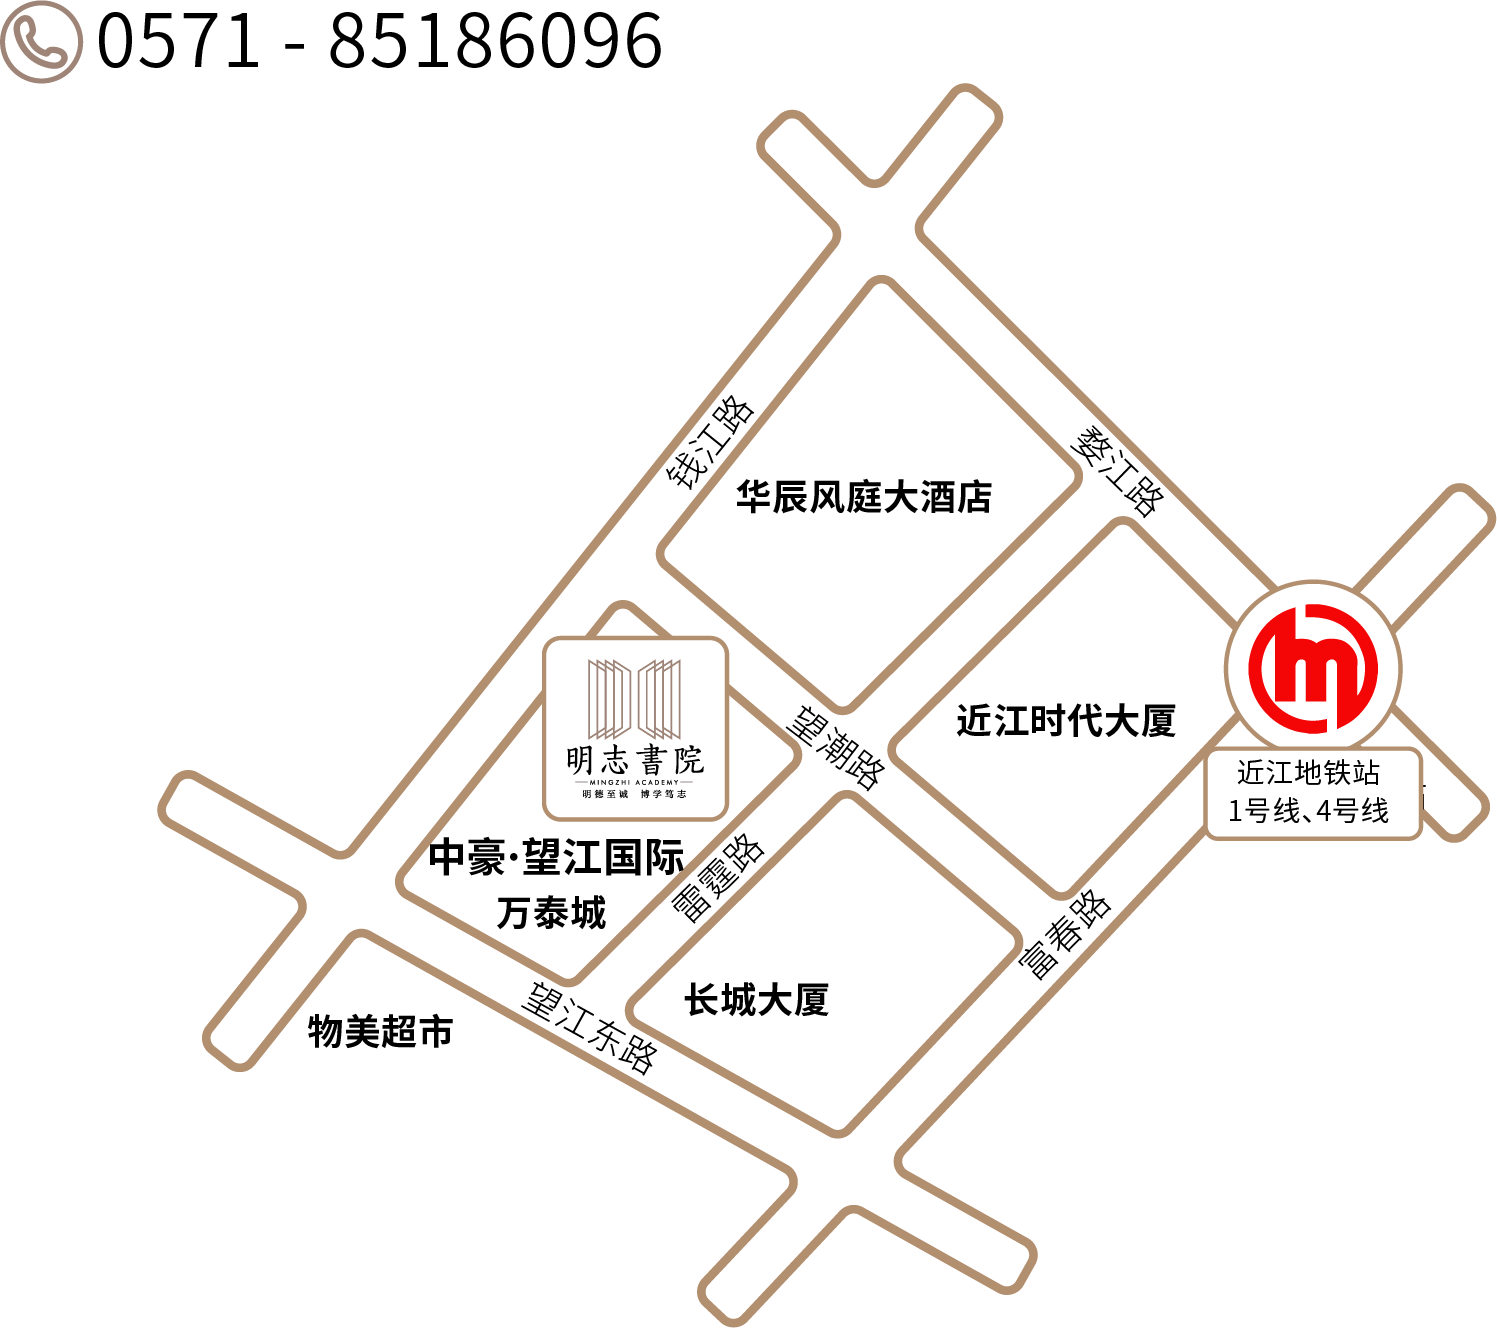 0571 - 85186096
钱江路
婺江路
华辰风庭大酒店
近江时代大厦
望潮路
明志書院
MINGZHI ACADEMY
明德至诚 博学笃志
近江地铁站
1号线、4号线
中豪·望江国际
万泰城
雷霆路
富春路
长城大厦
望江东路
物美超市